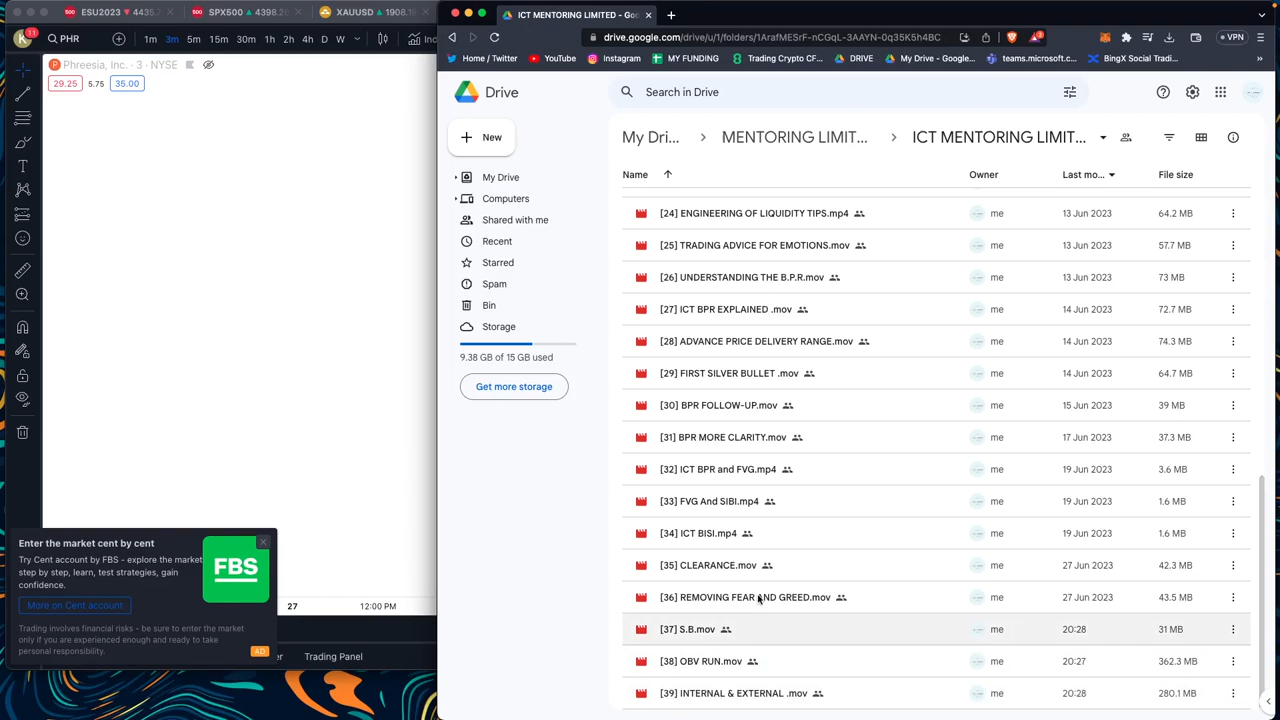 ESU2023 ▼ 4435.7
SPX500 ▲ 4398.26
XAUUSD ▲ 1908.19
ICT MENTORING LIMITED - Goo
11
PHR
1m 3m 5m 15m 30m 1h 2h 4h D W
Ind
drive.google.com/drive/u/0/folders/1ArafMESrF-nCGqL-3AAYh-0q35K5h4BC
3
VPN
Home / Twitter
YouTube
Instagram
MY FUNDING
Trading Crypto CF...
DRIVE
My Drive - Google...
teams.microsoft.c...
BingX Social Tradi...
»
Phreesia, Inc. · 3 · NYSE
29.25 5.75 35.00
Drive
Search in Drive
New
My Dri... > MENTORING LIMIT... > ICT MENTORING LIMIT...
Name
Owner
Last mo...
File size
My Drive
Computers
Shared with me
Recent
Starred
Spam
Bin
Storage
9.38 GB of 15 GB used
Get more storage
[24] ENGINEERING OF LIQUIDITY TIPS.mp4 me 13 Jun 2023 64.2 MB
[25] TRADING ADVICE FOR EMOTIONS.mov me 13 Jun 2023 57.7 MB
[26] UNDERSTANDING THE B.P.R.mov me 13 Jun 2023 73 MB
[27] ICT BPR EXPLAINED .mov me 14 Jun 2023 72.7 MB
[28] ADVANCE PRICE DELIVERY RANGE.mov me 14 Jun 2023 74.3 MB
[29] FIRST SILVER BULLET .mov me 14 Jun 2023 64.7 MB
[30] BPR FOLLOW-UP.mov me 15 Jun 2023 39 MB
[31] BPR MORE CLARITY.mov me 17 Jun 2023 37.3 MB
[32] ICT BPR and FVG.mp4 me 19 Jun 2023 3.6 MB
[33] FVG And SIBI.mp4 me 19 Jun 2023 1.6 MB
[34] ICT BISI.mp4 me 19 Jun 2023 1.6 MB
[35] CLEARANCE.mov me 27 Jun 2023 42.3 MB
[36] REMOVING FEAR AND GREED.mov me 27 Jun 2023 43.5 MB
[37] S.B.mov me 20:28 31 MB
[38] OBV RUN.mov me 20:27 362.3 MB
[39] INTERNAL & EXTERNAL .mov me 20:28 280.1 MB
Enter the market cent by cent
Try Cent account by FBS - explore the market
step by step, learn, test strategies, gain
confidence.
FBS
More on Cent account
Trading involves financial risks - be sure to enter the market
only if you are experienced enough and ready to take
personal responsibility.
AD
27 12:00 PM
er Trading Panel